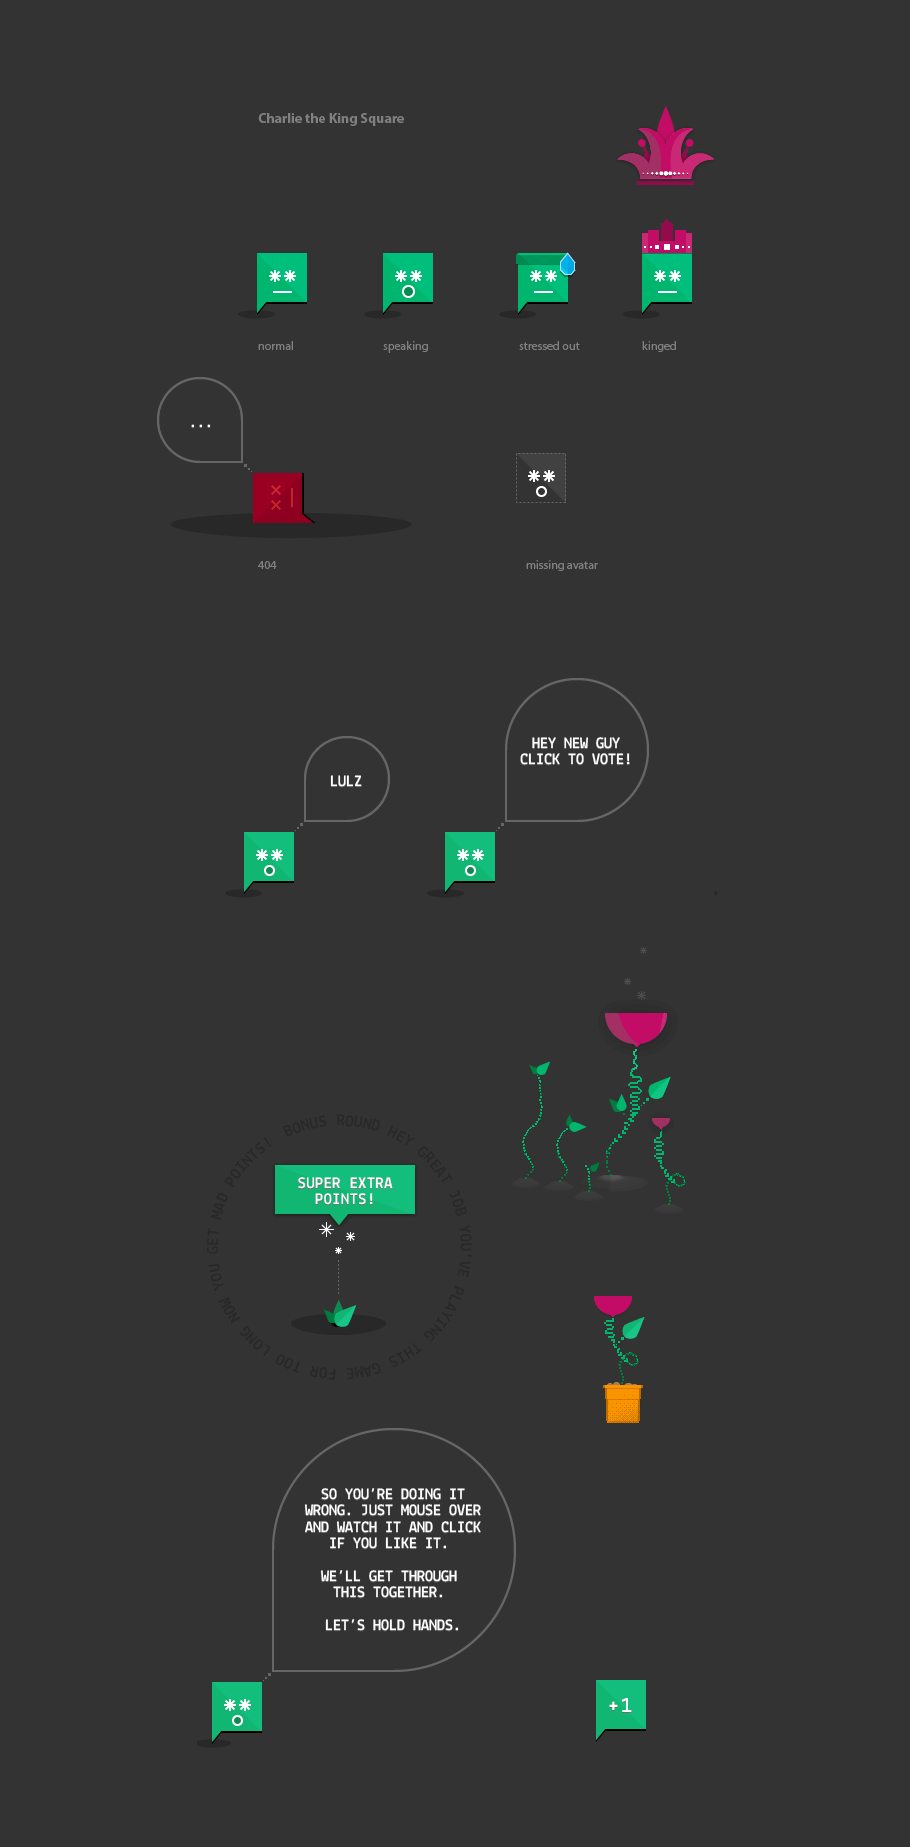 Charlie the King Square
normal
speaking
stressed out
kinged
...
404
missing avatar
LULZ
HEY NEW GUY
CLICK TO VOTE!
BONUS ROUND HEY GREAT JOB YOU'VE PLAYING THIS GAME FOR TOO LONG NOW YOU GET MAD POINTS!
SUPER EXTRA
POINTS!
SO YOU'RE DOING IT
WRONG. JUST MOUSE OVER
AND WATCH IT AND CLICK
IF YOU LIKE IT.
WE'LL GET THROUGH
THIS TOGETHER.
LET'S HOLD HANDS.
+1